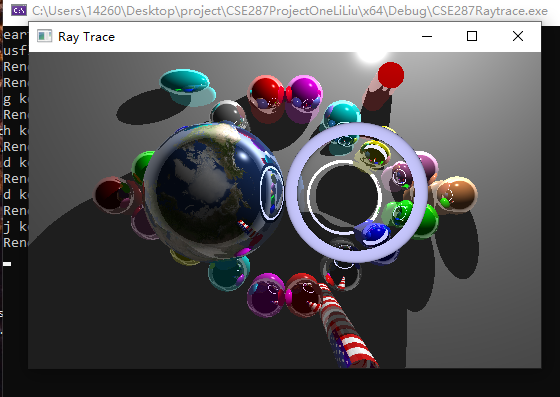 C:\Users\14260\Desktop\project\CSE287ProjectOneLiLiu\x64\Debug\CSE287Raytrace.exe
Ray Trace
ear
usf
Ren
Ren
g k
Ren
h k
Ren
d k
Ren
d k
Ren
j k
Ren